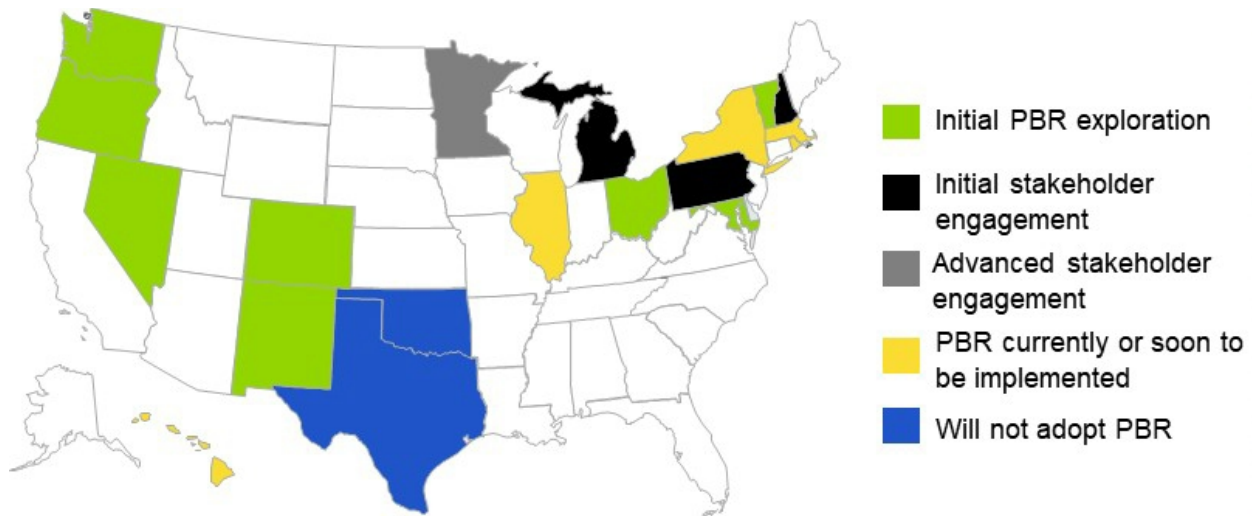 Initial PBR exploration
Initial stakeholder
engagement
Advanced stakeholder
engagement
PBR currently or soon to
be implemented
Will not adopt PBR